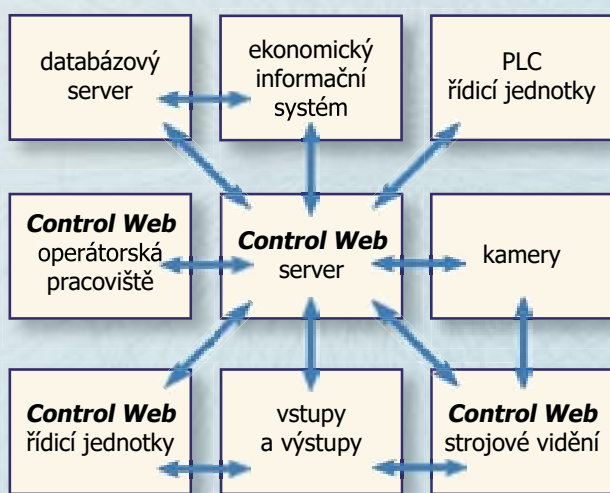 databázový
server
ekonomický
informační
systém
PLC
řídicí jednotky
Control Web
operátorská
pracoviště
Control Web
server
kamery
Control Web
řídicí jednotky
vstupy
a výstupy
Control Web
strojové vidění